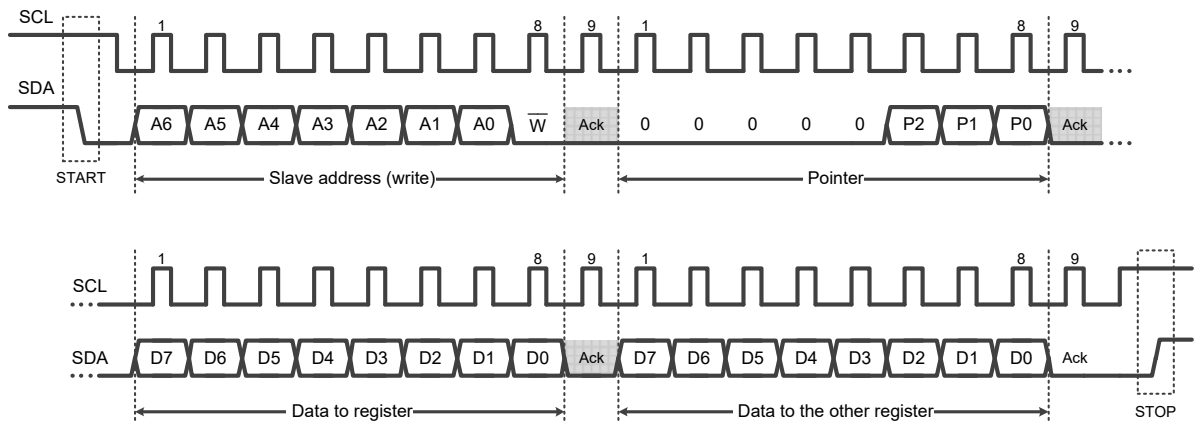 SCL
1 8 9 1 8 9
SDA
A6 A5 A4 A3 A2 A1 A0 W̅ Ack 0 0 0 0 0 P2 P1 P0 Ack
START Slave address (write) Pointer
1 8 9 1 8 9
SCL
SDA D7 D6 D5 D4 D3 D2 D1 D0 Ack D7 D6 D5 D4 D3 D2 D1 D0 Ack
Data to register Data to the other register STOP